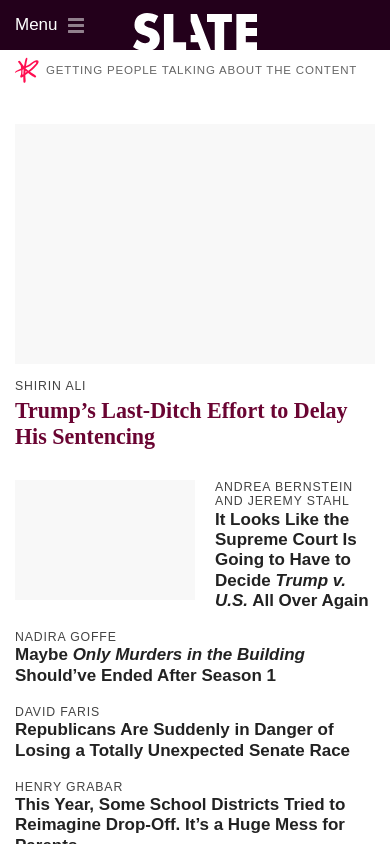 Menu
SLATE
GETTING PEOPLE TALKING ABOUT THE CONTENT
SHIRIN ALI
Trump’s Last-Ditch Effort to Delay
His Sentencing
ANDREA BERNSTEIN
AND JEREMY STAHL
It Looks Like the
Supreme Court Is
Going to Have to
Decide Trump v.
U.S. All Over Again
NADIRA GOFFE
Maybe Only Murders in the Building
Should’ve Ended After Season 1
DAVID FARIS
Republicans Are Suddenly in Danger of
Losing a Totally Unexpected Senate Race
HENRY GRABAR
This Year, Some School Districts Tried to
Reimagine Drop-Off. It’s a Huge Mess for
Parents